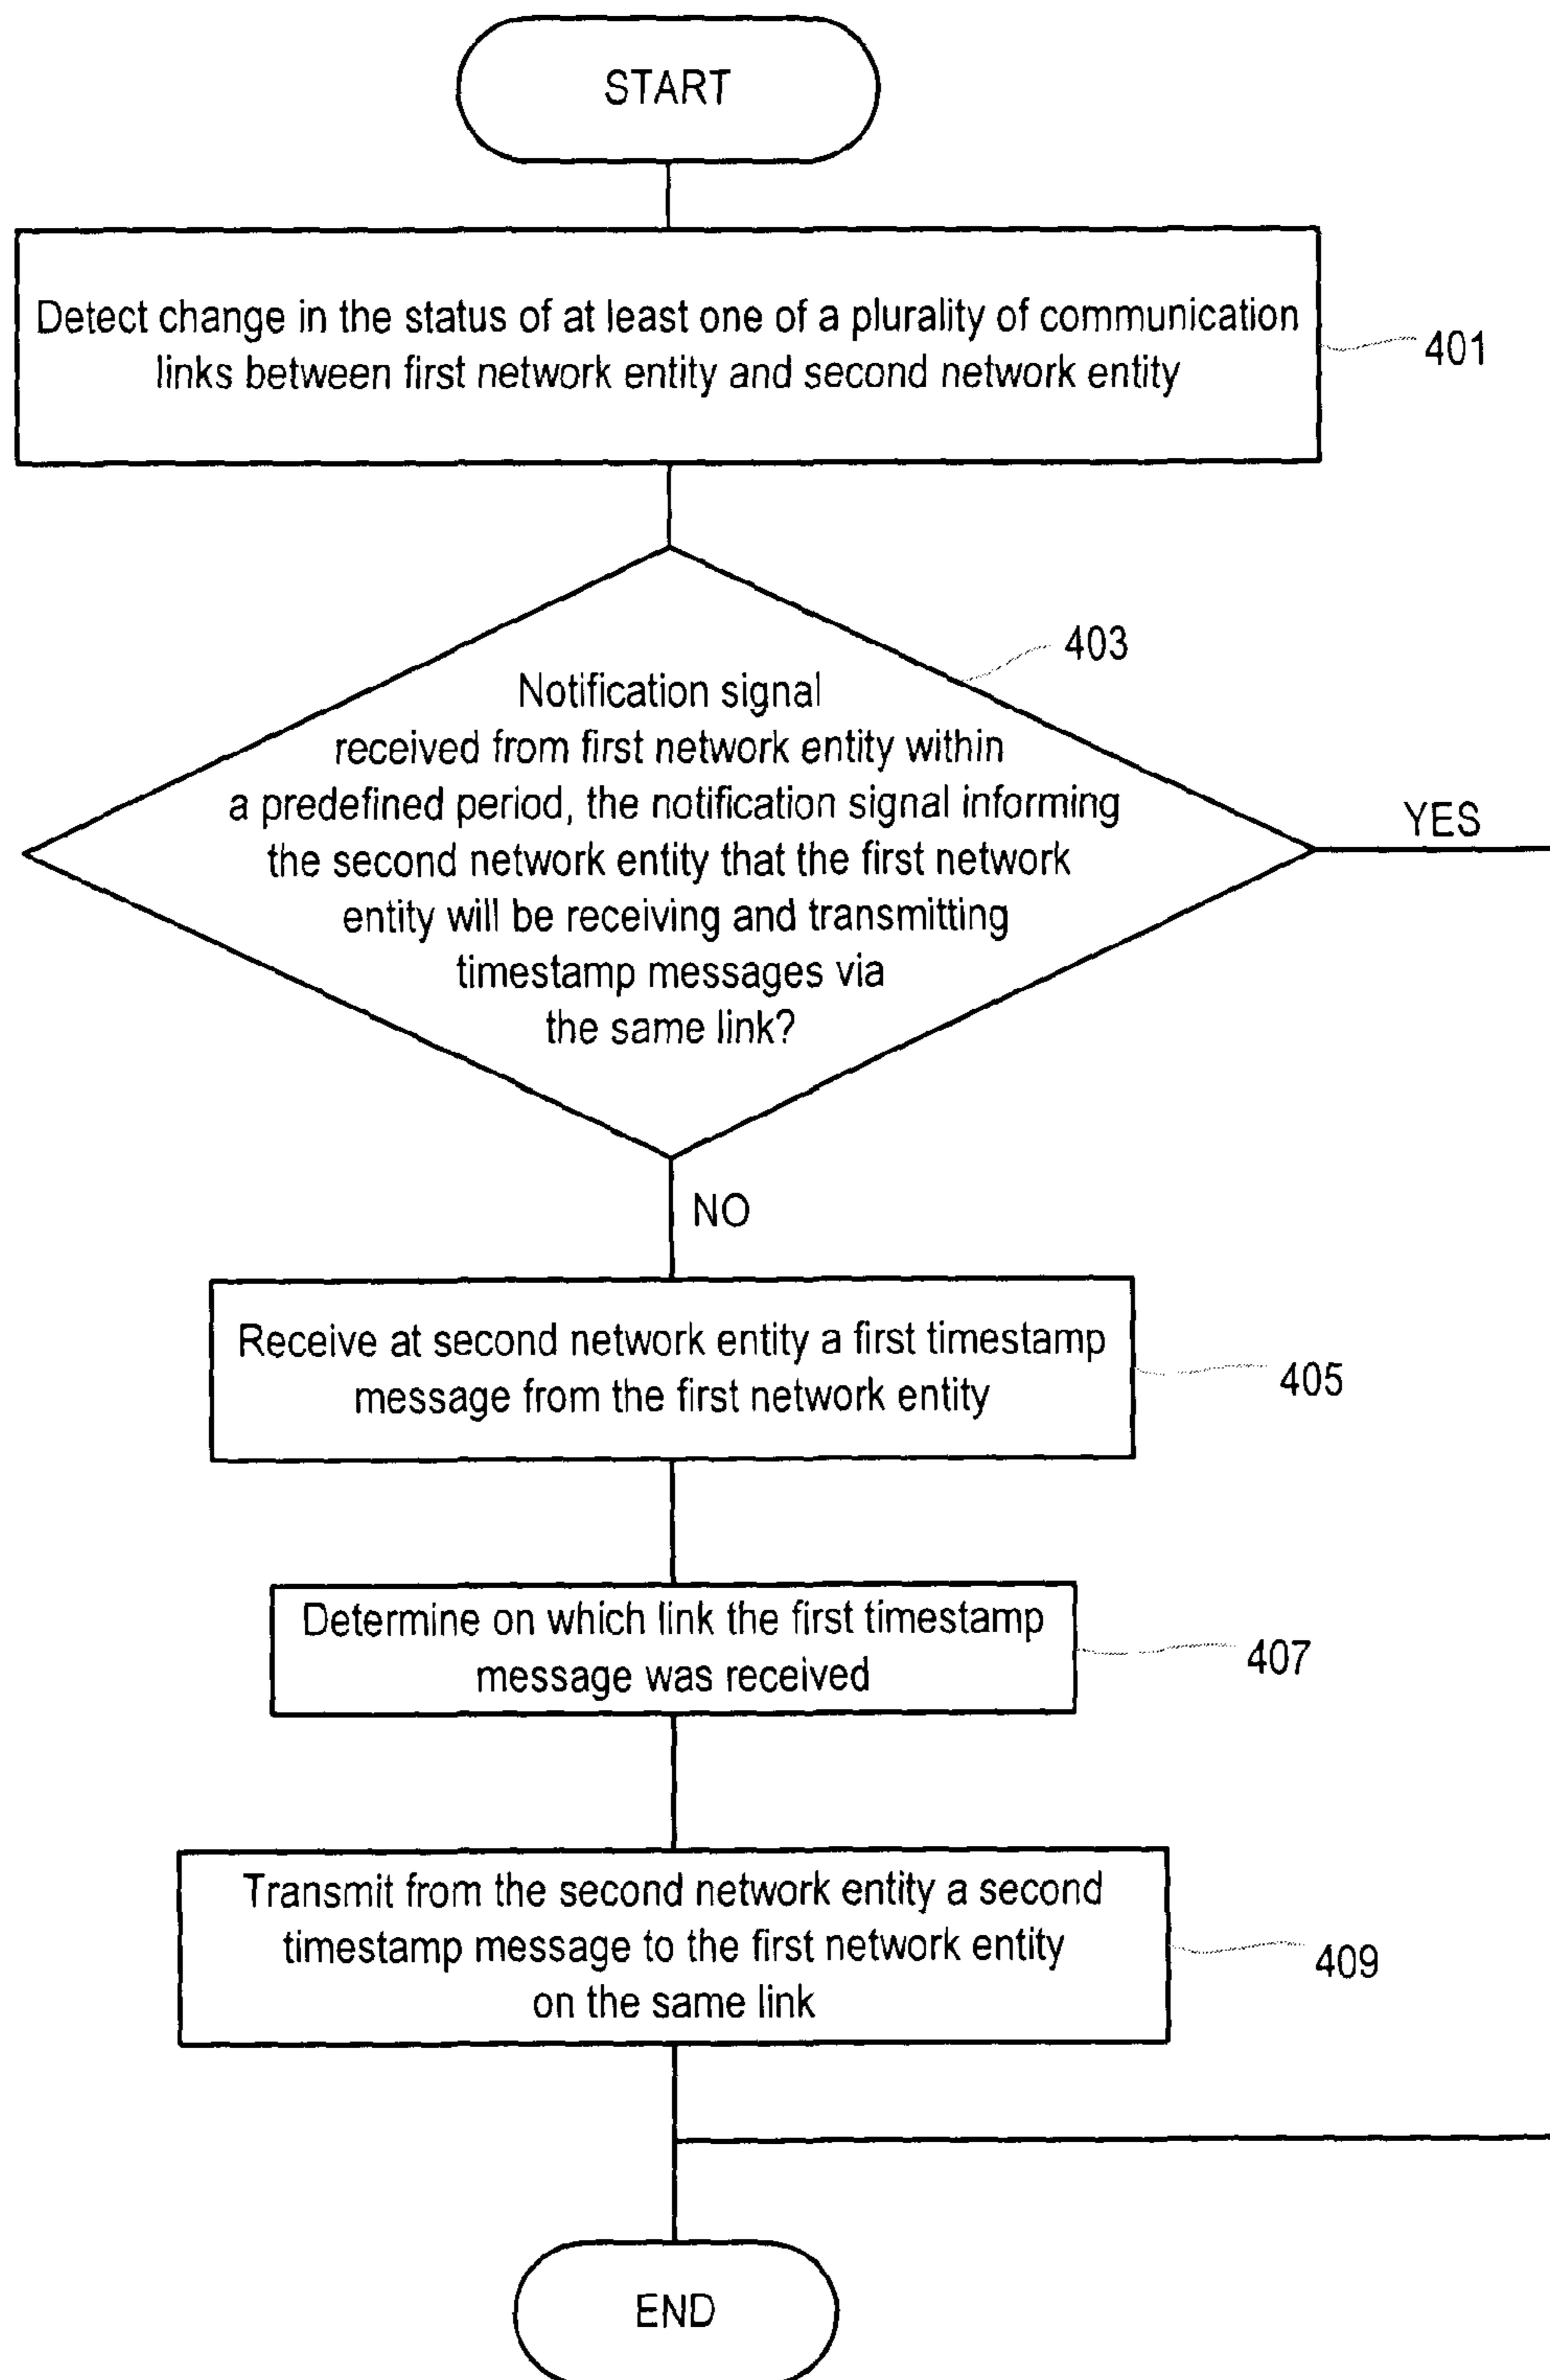 START
Detect change in the status of at least one of a plurality of communication
links between first network entity and second network entity
401
403
Notification signal
received from first network entity within
a predefined period, the notification signal informing
the second network entity that the first network
entity will be receiving and transmitting
timestamp messages via
the same link?
YES
NO
Receive at second network entity a first timestamp
message from the first network entity
405
Determine on which link the first timestamp
message was received
407
Transmit from the second network entity a second
timestamp message to the first network entity
on the same link
409
END